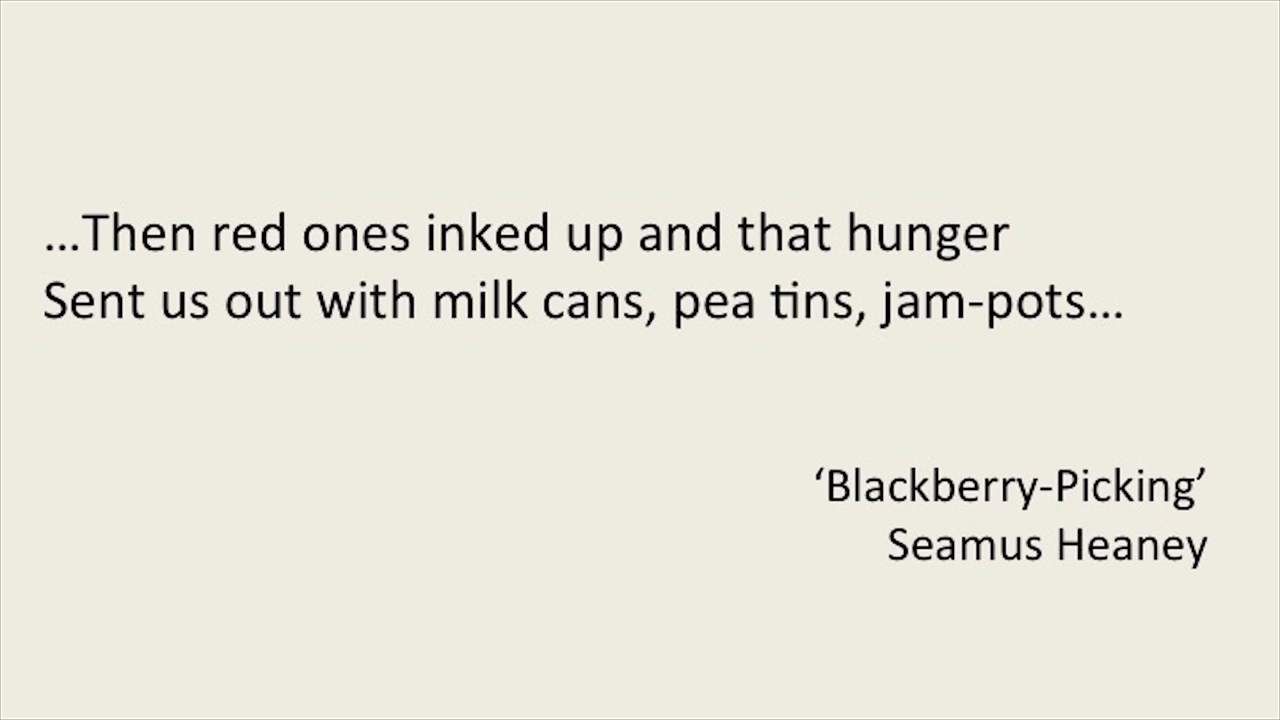 …Then red ones inked up and that hunger
Sent us out with milk cans, pea tins, jam-pots…
‘Blackberry-Picking’
Seamus Heaney